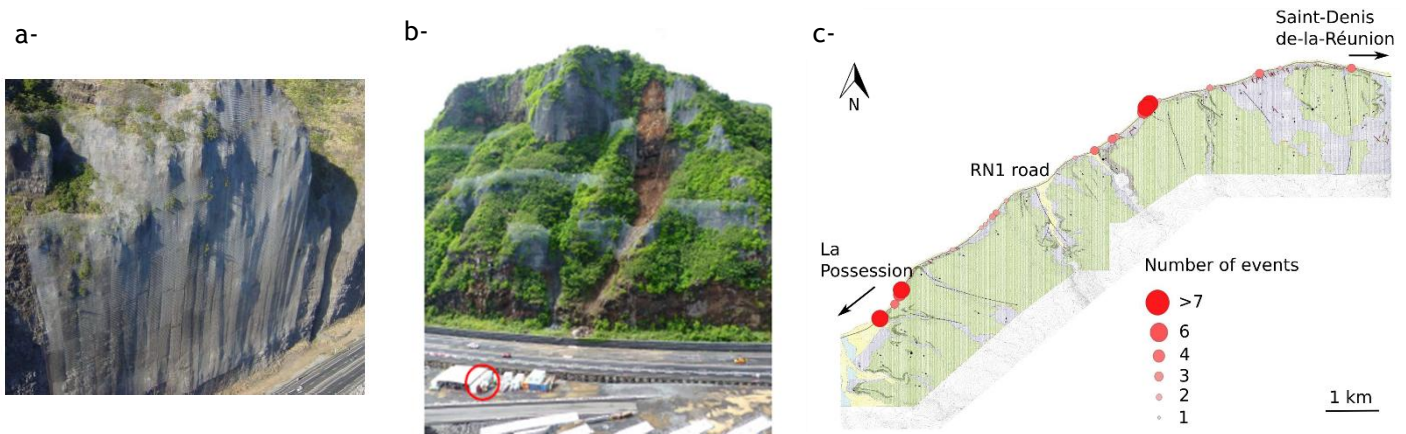 a-
b-
c-
Saint-Denis
de-la-Réunion
N
RN1 road
La
Possession
Number of events
>7
6
4
3
2
1
1 km